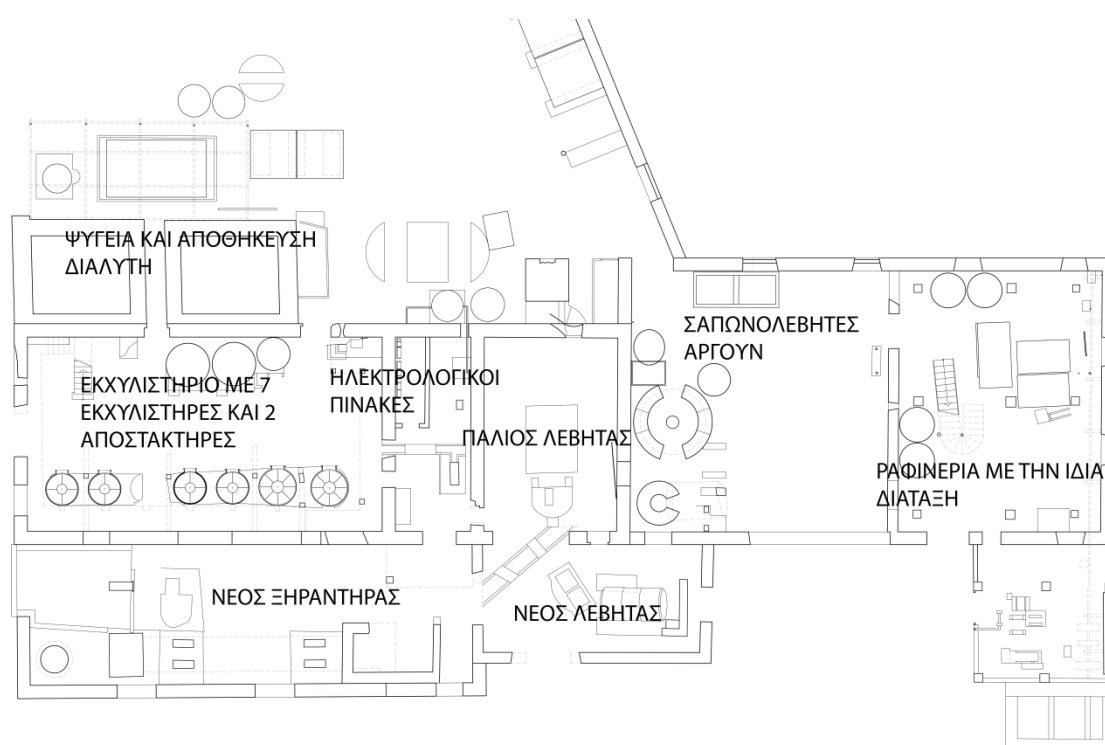 ΨΥΓΕΙΑ ΚΑΙ ΑΠΟΘΗΚΕΥΣΗ
ΔΙΑΛΥΤΗ
ΣΑΠΩΝΟΛΕΒΗΤΕΣ
ΑΡΓΟΥΝ
ΕΚΧΥΛΙΣΤΗΡΙΟ ΜΕ 7
ΕΚΧΥΛΙΣΤΗΡΕΣ ΚΑΙ 2
ΑΠΟΣΤΑΚΤΗΡΕΣ
ΗΛΕΚΤΡΟΛΟΓΙΚΟΙ
ΠΙΝΑΚΕΣ
ΠΑΛΙΟΣ ΛΕΒΗΤΑΣ
ΡΑΦΙΝΕΡΙΑ ΜΕ ΤΗΝ ΙΔΙΑ
ΔΙΑΤΑΞΗ
ΝΕΟΣ ΞΗΡΑΝΤΗΡΑΣ
ΝΕΟΣ ΛΕΒΗΤΑΣ